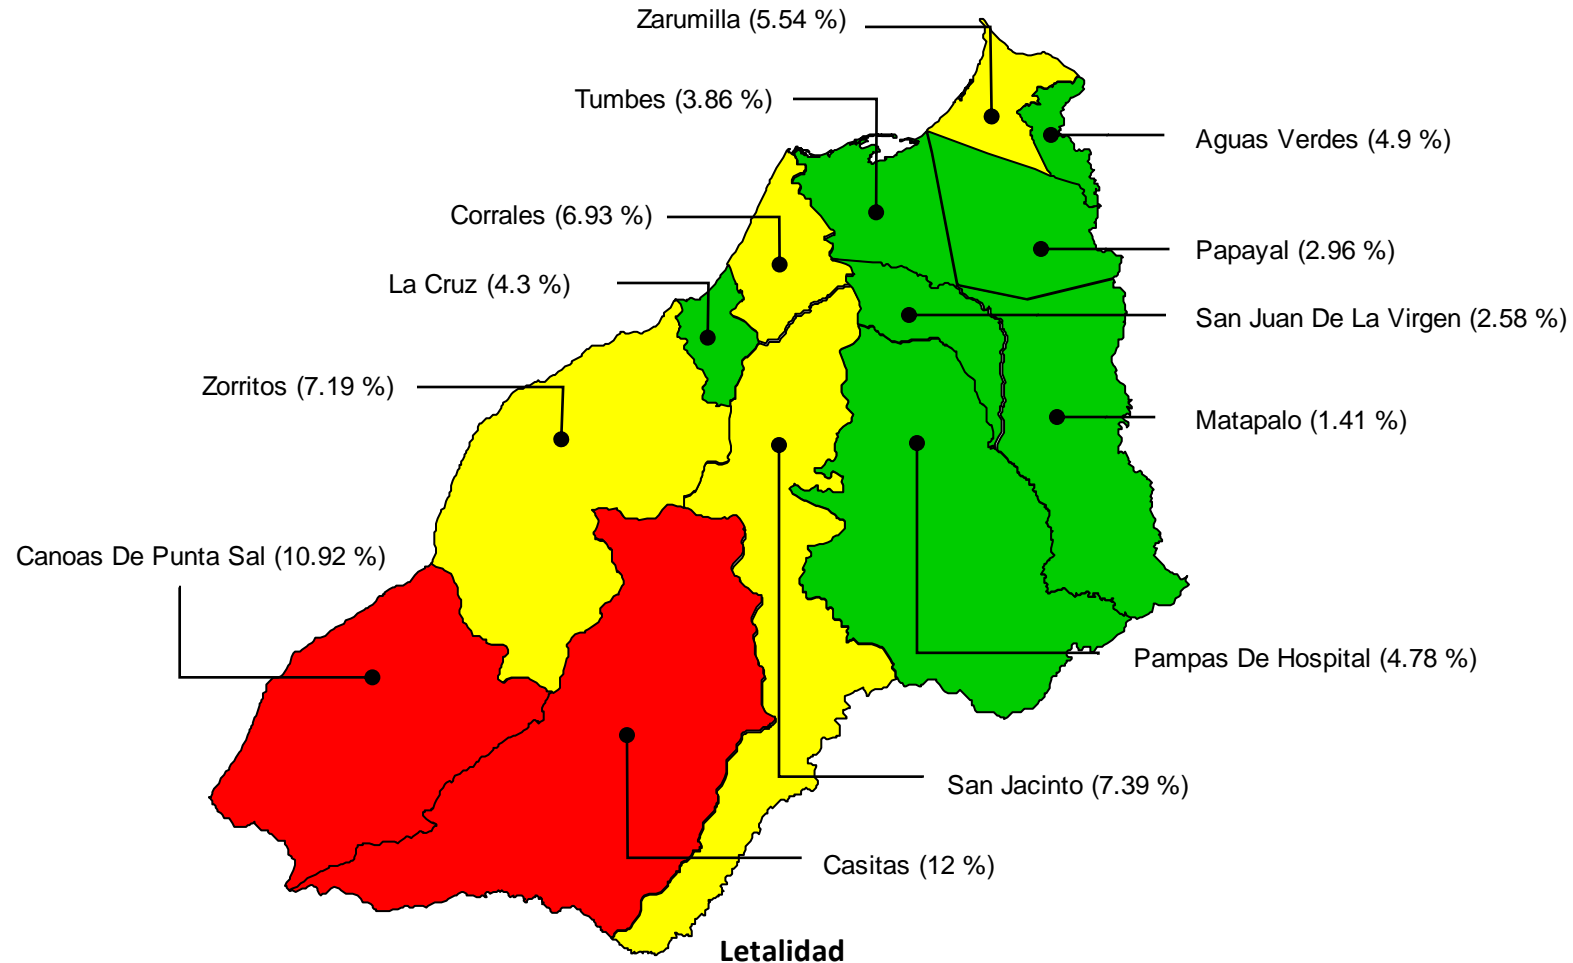 Zarumilla (5.54 %)
Tumbes (3.86 %)
Aguas Verdes (4.9 %)
Corrales (6.93 %)
Papayal (2.96 %)
La Cruz (4.3 %)
San Juan De La Virgen (2.58 %)
Zorritos (7.19 %)
Matapalo (1.41 %)
Canoas De Punta Sal (10.92 %)
Pampas De Hospital (4.78 %)
San Jacinto (7.39 %)
Casitas (12 %)
Letalidad